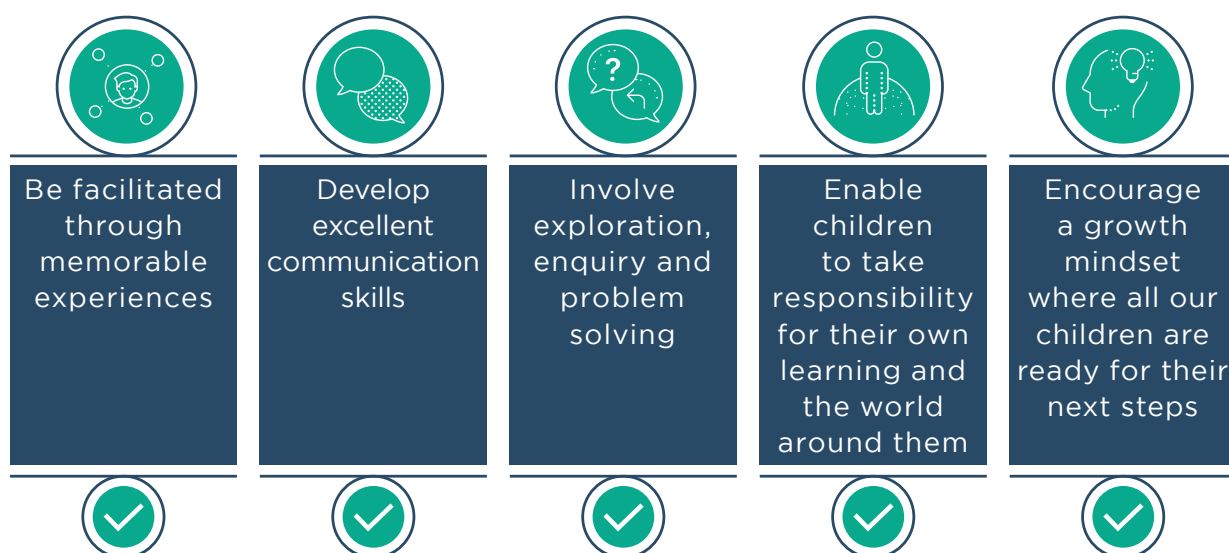 ?
Be facilitated
through
memorable
experiences
Develop
excellent
communication
skills
Involve
exploration,
enquiry and
problem
solving
Enable
children
to take
responsibility
for their own
learning and
the world
around them
Encourage
a growth
mindset
where all our
children are
ready for their
next steps